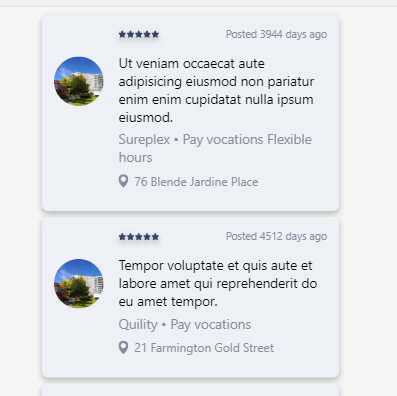 Posted 3944 days ago
Ut veniam occaecat aute
adipisicing eiusmod non pariatur
enim enim cupidatat nulla ipsum
eiusmod.
Sureplex • Pay vocations Flexible
hours
76 Blende Jardine Place
Posted 4512 days ago
Tempor voluptate et quis aute et
labore amet qui reprehenderit do
eu amet tempor.
Quility • Pay vocations
21 Farmington Gold Street